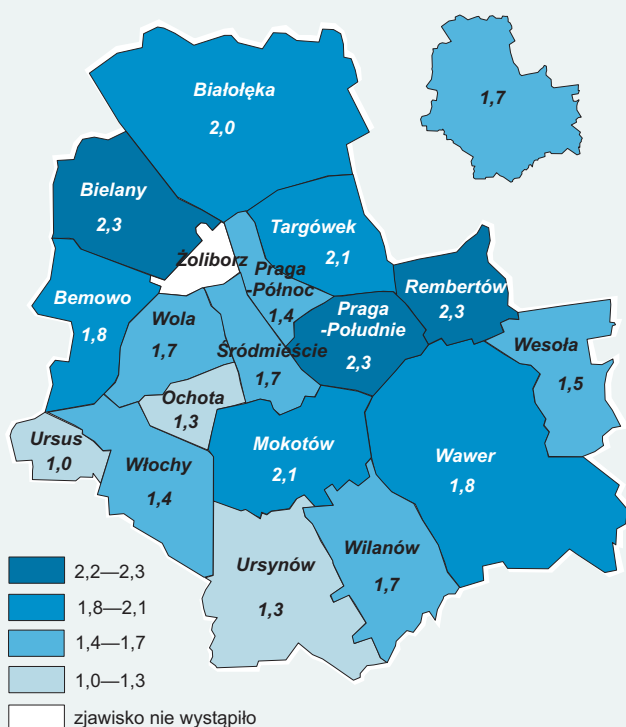 1,7
Białołęka
2,0
Bielany
2,3
Targówek
2,1
Żoliborz
Praga
-Północ
1,4
Rembertów
2,3
Bemowo
1,8
Wola
1,7
Praga
-Południe
2,3
Wesoła
1,5
Śródmieście
1,7
Ochota
1,3
Ursus
1,0
Włochy
1,4
Mokotów
2,1
Wawer
1,8
Ursynów
1,3
Wilanów
1,7
2,2—2,3
1,8—2,1
1,4—1,7
1,0—1,3
zjawisko nie wystąpiło